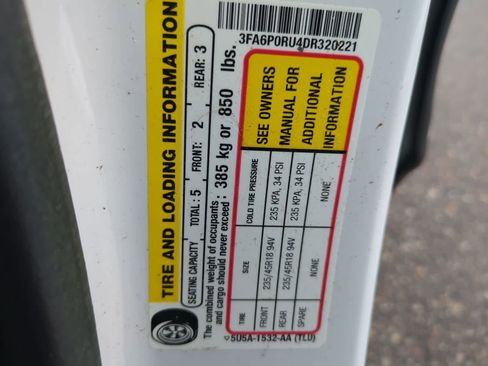 3FA6P0RU4DR320221
TIRE AND LOADING INFORMATION
SEATING CAPACITY TOTAL: 5 FRONT: 2 REAR: 3
The combined weight of occupants and cargo should never exceed: 385 kg or 850 lbs.
TIRE SIZE COLD TIRE PRESSURE
FRONT 235/45R18 94V 235 KPA, 34 PSI
REAR 235/45R18 94V 235 KPA, 34 PSI
SPARE NONE NONE
SEE OWNERS
MANUAL FOR
ADDITIONAL
INFORMATION
5U5A-1532-AA (TLU)